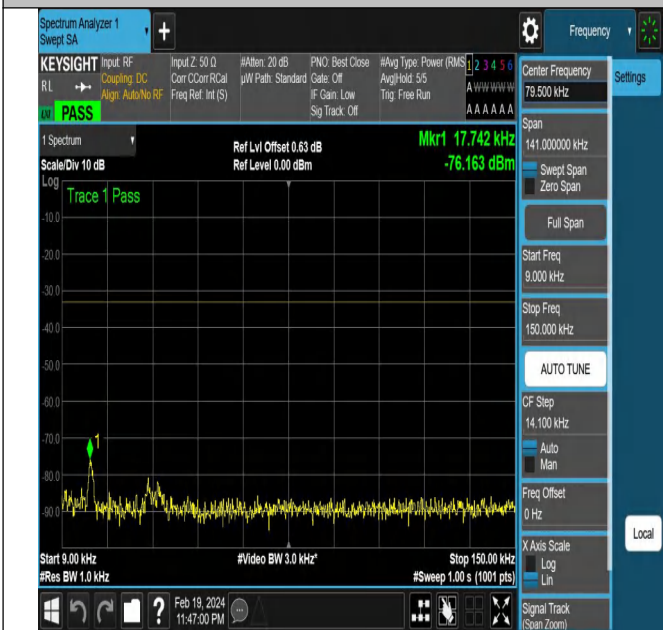 Spectrum Analyzer 1
Swept SA
+
Frequency
KEYSIGHT
RL
LXI
PASS
Input: RF
Coupling: DC
Align: Auto/No RF
Input Z: 50 Ω
Corr CCorr RCal
Freq Ref: Int (S)
#Atten: 20 dB
µW Path: Standard
PNO: Best Close
Gate: Off
IF Gain: Low
Sig Track: Off
#Avg Type: Power (RMS
Avg|Hold: 5/5
Trig: Free Run
1 2 3 4 5 6
A W W W W W
A A A A A A
1 Spectrum
Scale/Div 10 dB
Ref Lvl Offset 0.63 dB
Ref Level 0.00 dBm
Mkr1 17.742 kHz
-76.163 dBm
Log
Trace 1 Pass
-10.0
-20.0
-30.0
-40.0
-50.0
-60.0
-70.0
-80.0
-90.0
1
Start 9.00 kHz
#Res BW 1.0 kHz
#Video BW 3.0 kHz*
Stop 150.00 kHz
#Sweep 1.00 s (1001 pts)
?
Feb 19, 2024
11:47:00 PM
Center Frequency
79.500 kHz
Settings
Span
141.000000 kHz
Swept Span
Zero Span
Full Span
Start Freq
9.000 kHz
Stop Freq
150.000 kHz
AUTO TUNE
CF Step
14.100 kHz
Auto
Man
Freq Offset
0 Hz
Local
X Axis Scale
Log
Lin
Signal Track
(Span Zoom)